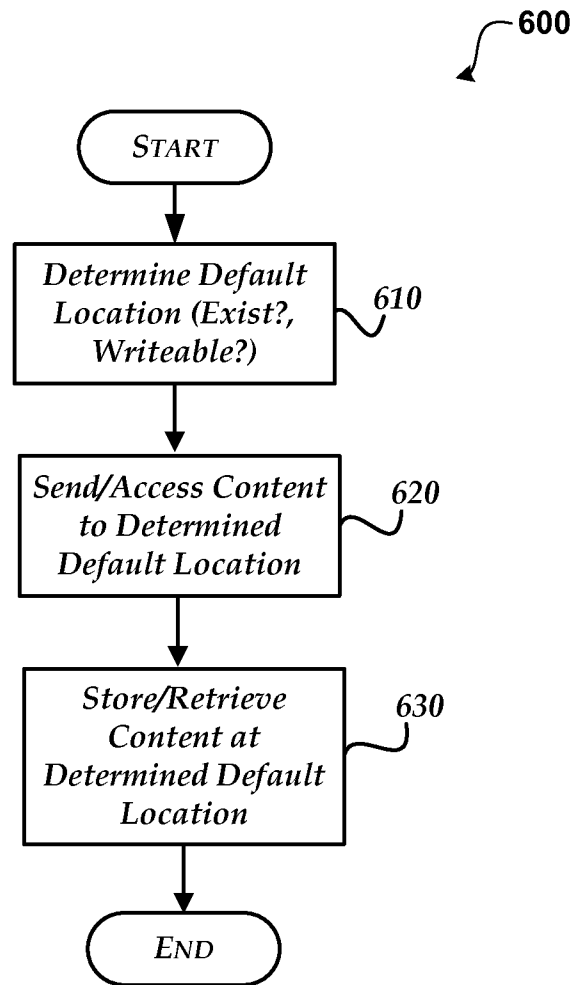 600
START
Determine Default
Location (Exist?,
Writeable?)
610
Send/Access Content
to Determined
Default Location
620
Store/Retrieve
Content at
Determined Default
Location
630
END